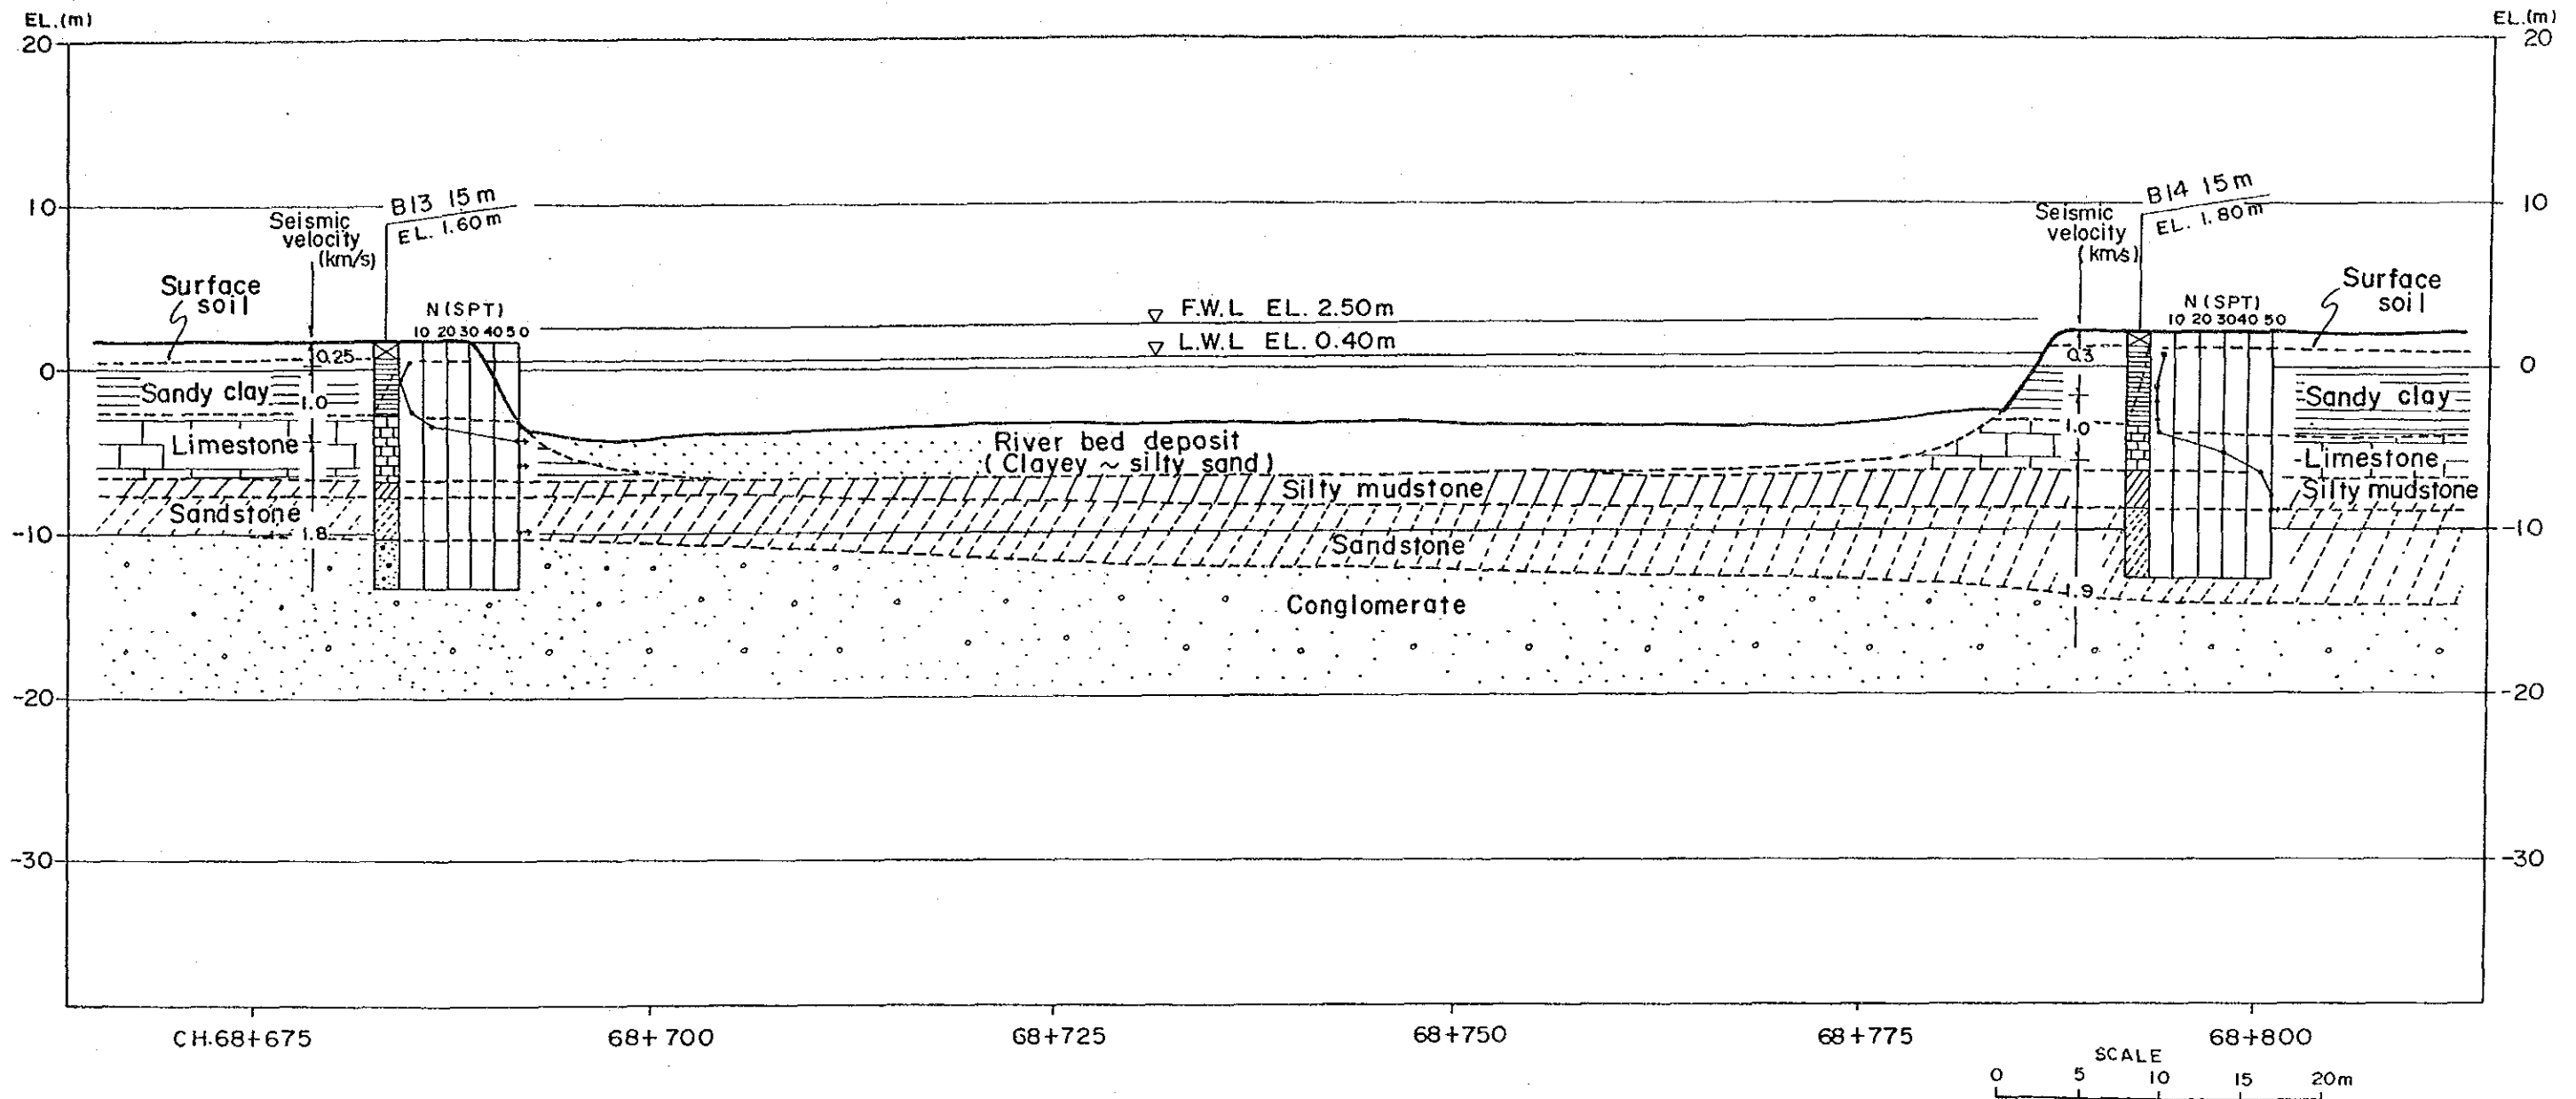 EL.(m)
EL.(m)
20
20
10
10
B13 15m
EL. 1.60m
Seismic
velocity
(km/s)
B14 15m
EL. 1.80m
Seismic
velocity
(km/s)
Surface
soil
Surface
soil
N (SPT)
10 20 30 40 50
N (SPT)
10 20 30 40 50
F.W.L EL. 2.50m
L.W.L EL. 0.40m
0.25
0.3
0
0
Sandy clay
1.0
Sandy clay
1.0
Limestone
River bed deposit
(Clayey ~ silty sand)
Limestone
Silty mudstone
Silty mudstone
Sandstone
-10
1.8
Sandstone
-10
Conglomerate
1.9
-20
-20
-30
-30
CH.68+675
68+700
68+725
68+750
68+775
68+800
SCALE
0 5 10 15 20m